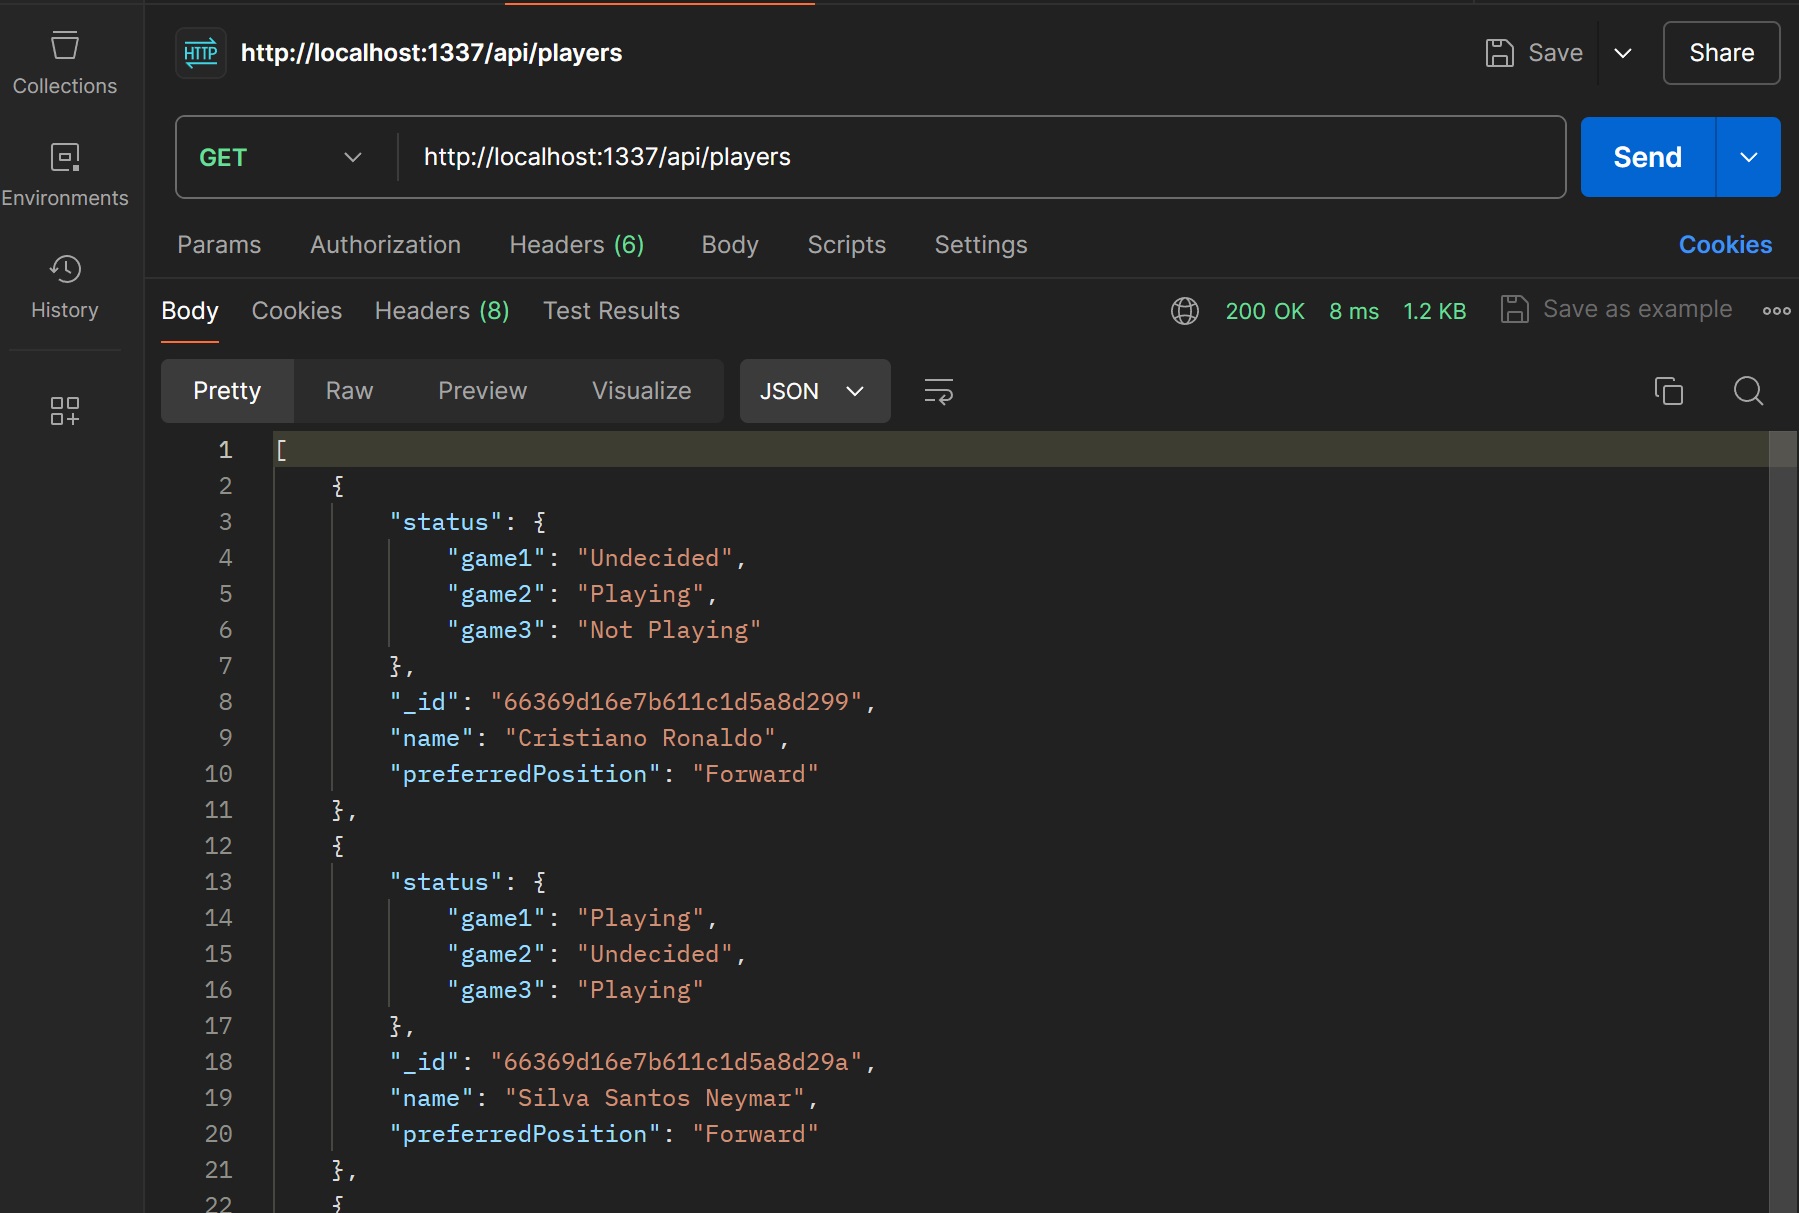 Collections
Environments
History
HTTP http://localhost:1337/api/players
Save
Share
GET http://localhost:1337/api/players
Send
Params Authorization Headers (6) Body Scripts Settings Cookies
Body Cookies Headers (8) Test Results 200 OK 8 ms 1.2 KB Save as example
Pretty Raw Preview Visualize JSON
1 [
2 {
3 "status": {
4 "game1": "Undecided",
5 "game2": "Playing",
6 "game3": "Not Playing"
7 },
8 "_id": "66369d16e7b611c1d5a8d299",
9 "name": "Cristiano Ronaldo",
10 "preferredPosition": "Forward"
11 },
12 {
13 "status": {
14 "game1": "Playing",
15 "game2": "Undecided",
16 "game3": "Playing"
17 },
18 "_id": "66369d16e7b611c1d5a8d29a",
19 "name": "Silva Santos Neymar",
20 "preferredPosition": "Forward"
21 },
22 {